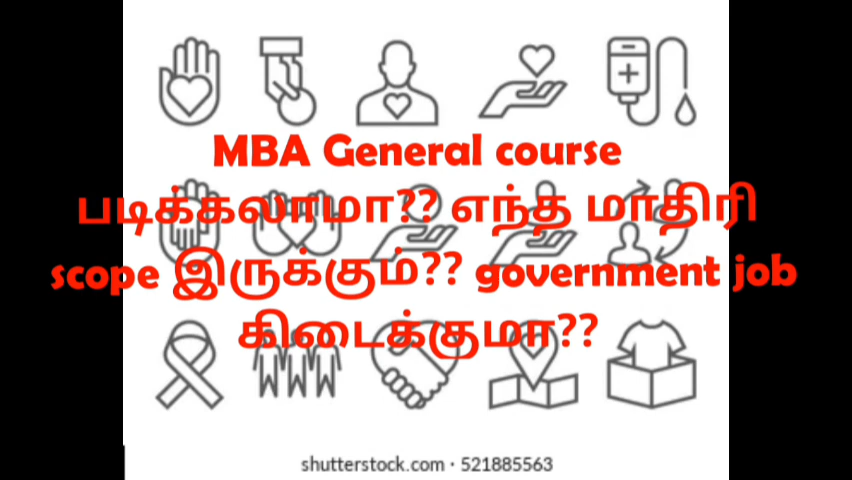 MBA General course
படிக்கலாமா?? எந்த மாதிரி
scope இருக்கும்?? government job
கிடைக்குமா??
shutterstock.com · 521885563